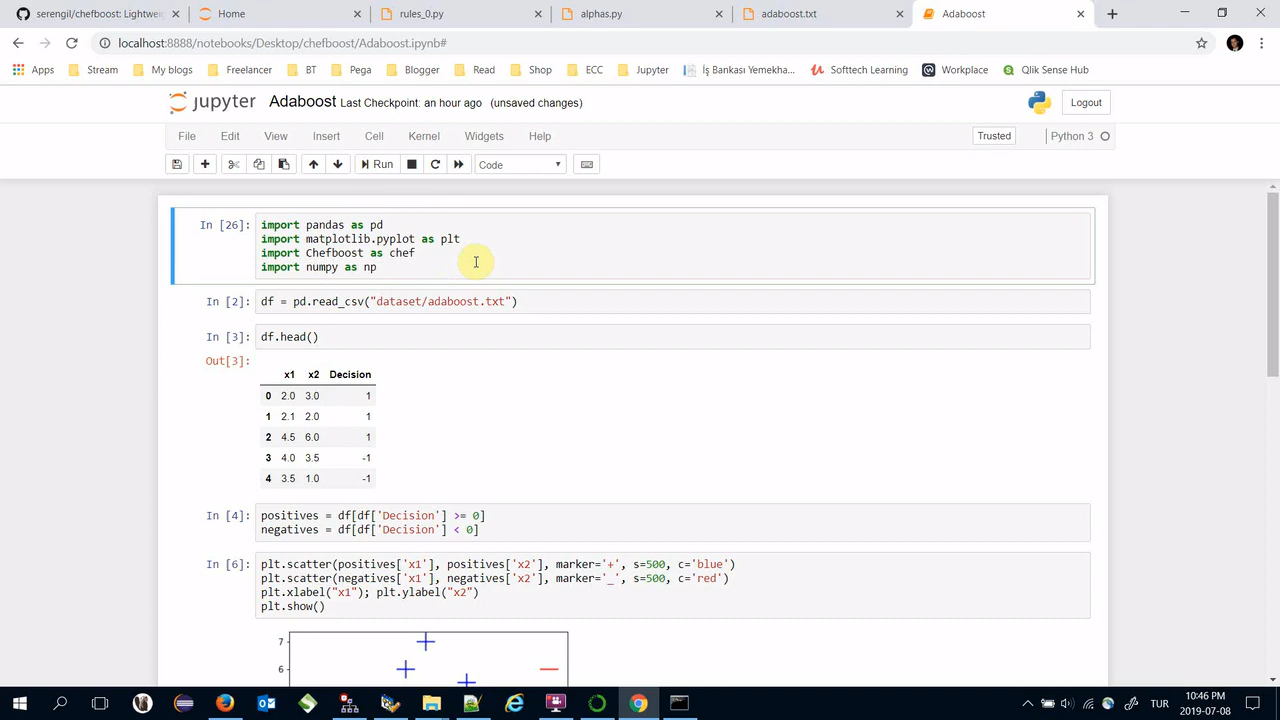 serengil/chefboost: Lightweig
Home
rules_0.py
alphas.py
adaboost.txt
Adaboost
localhost:8888/notebooks/Desktop/chefboost/Adaboost.ipynb#
Apps
Stream
My blogs
Freelancer
BT
Pega
Blogger
Read
Shop
ECC
Jupyter
İş Bankası Yemekha...
Softtech Learning
Workplace
Qlik Sense Hub
jupyter Adaboost Last Checkpoint: an hour ago (unsaved changes)
Logout
File Edit View Insert Cell Kernel Widgets Help
Trusted
Python 3
Run
Code
In [26]:
import pandas as pd
import matplotlib.pyplot as plt
import Chefboost as chef
import numpy as np
In [2]: df = pd.read_csv("dataset/adaboost.txt")
In [3]: df.head()
Out[3]:
x1 x2 Decision
0 2.0 3.0 1
1 2.1 2.0 1
2 4.5 6.0 1
3 4.0 3.5 -1
4 3.5 1.0 -1
In [4]: positives = df[df['Decision'] >= 0]
negatives = df[df['Decision'] < 0]
In [6]: plt.scatter(positives['x1'], positives['x2'], marker='+', s=500, c='blue')
plt.scatter(negatives['x1'], negatives['x2'], marker='_', s=500, c='red')
plt.xlabel("x1"); plt.ylabel("x2")
plt.show()
7
6
TUR
10:46 PM
2019-07-08